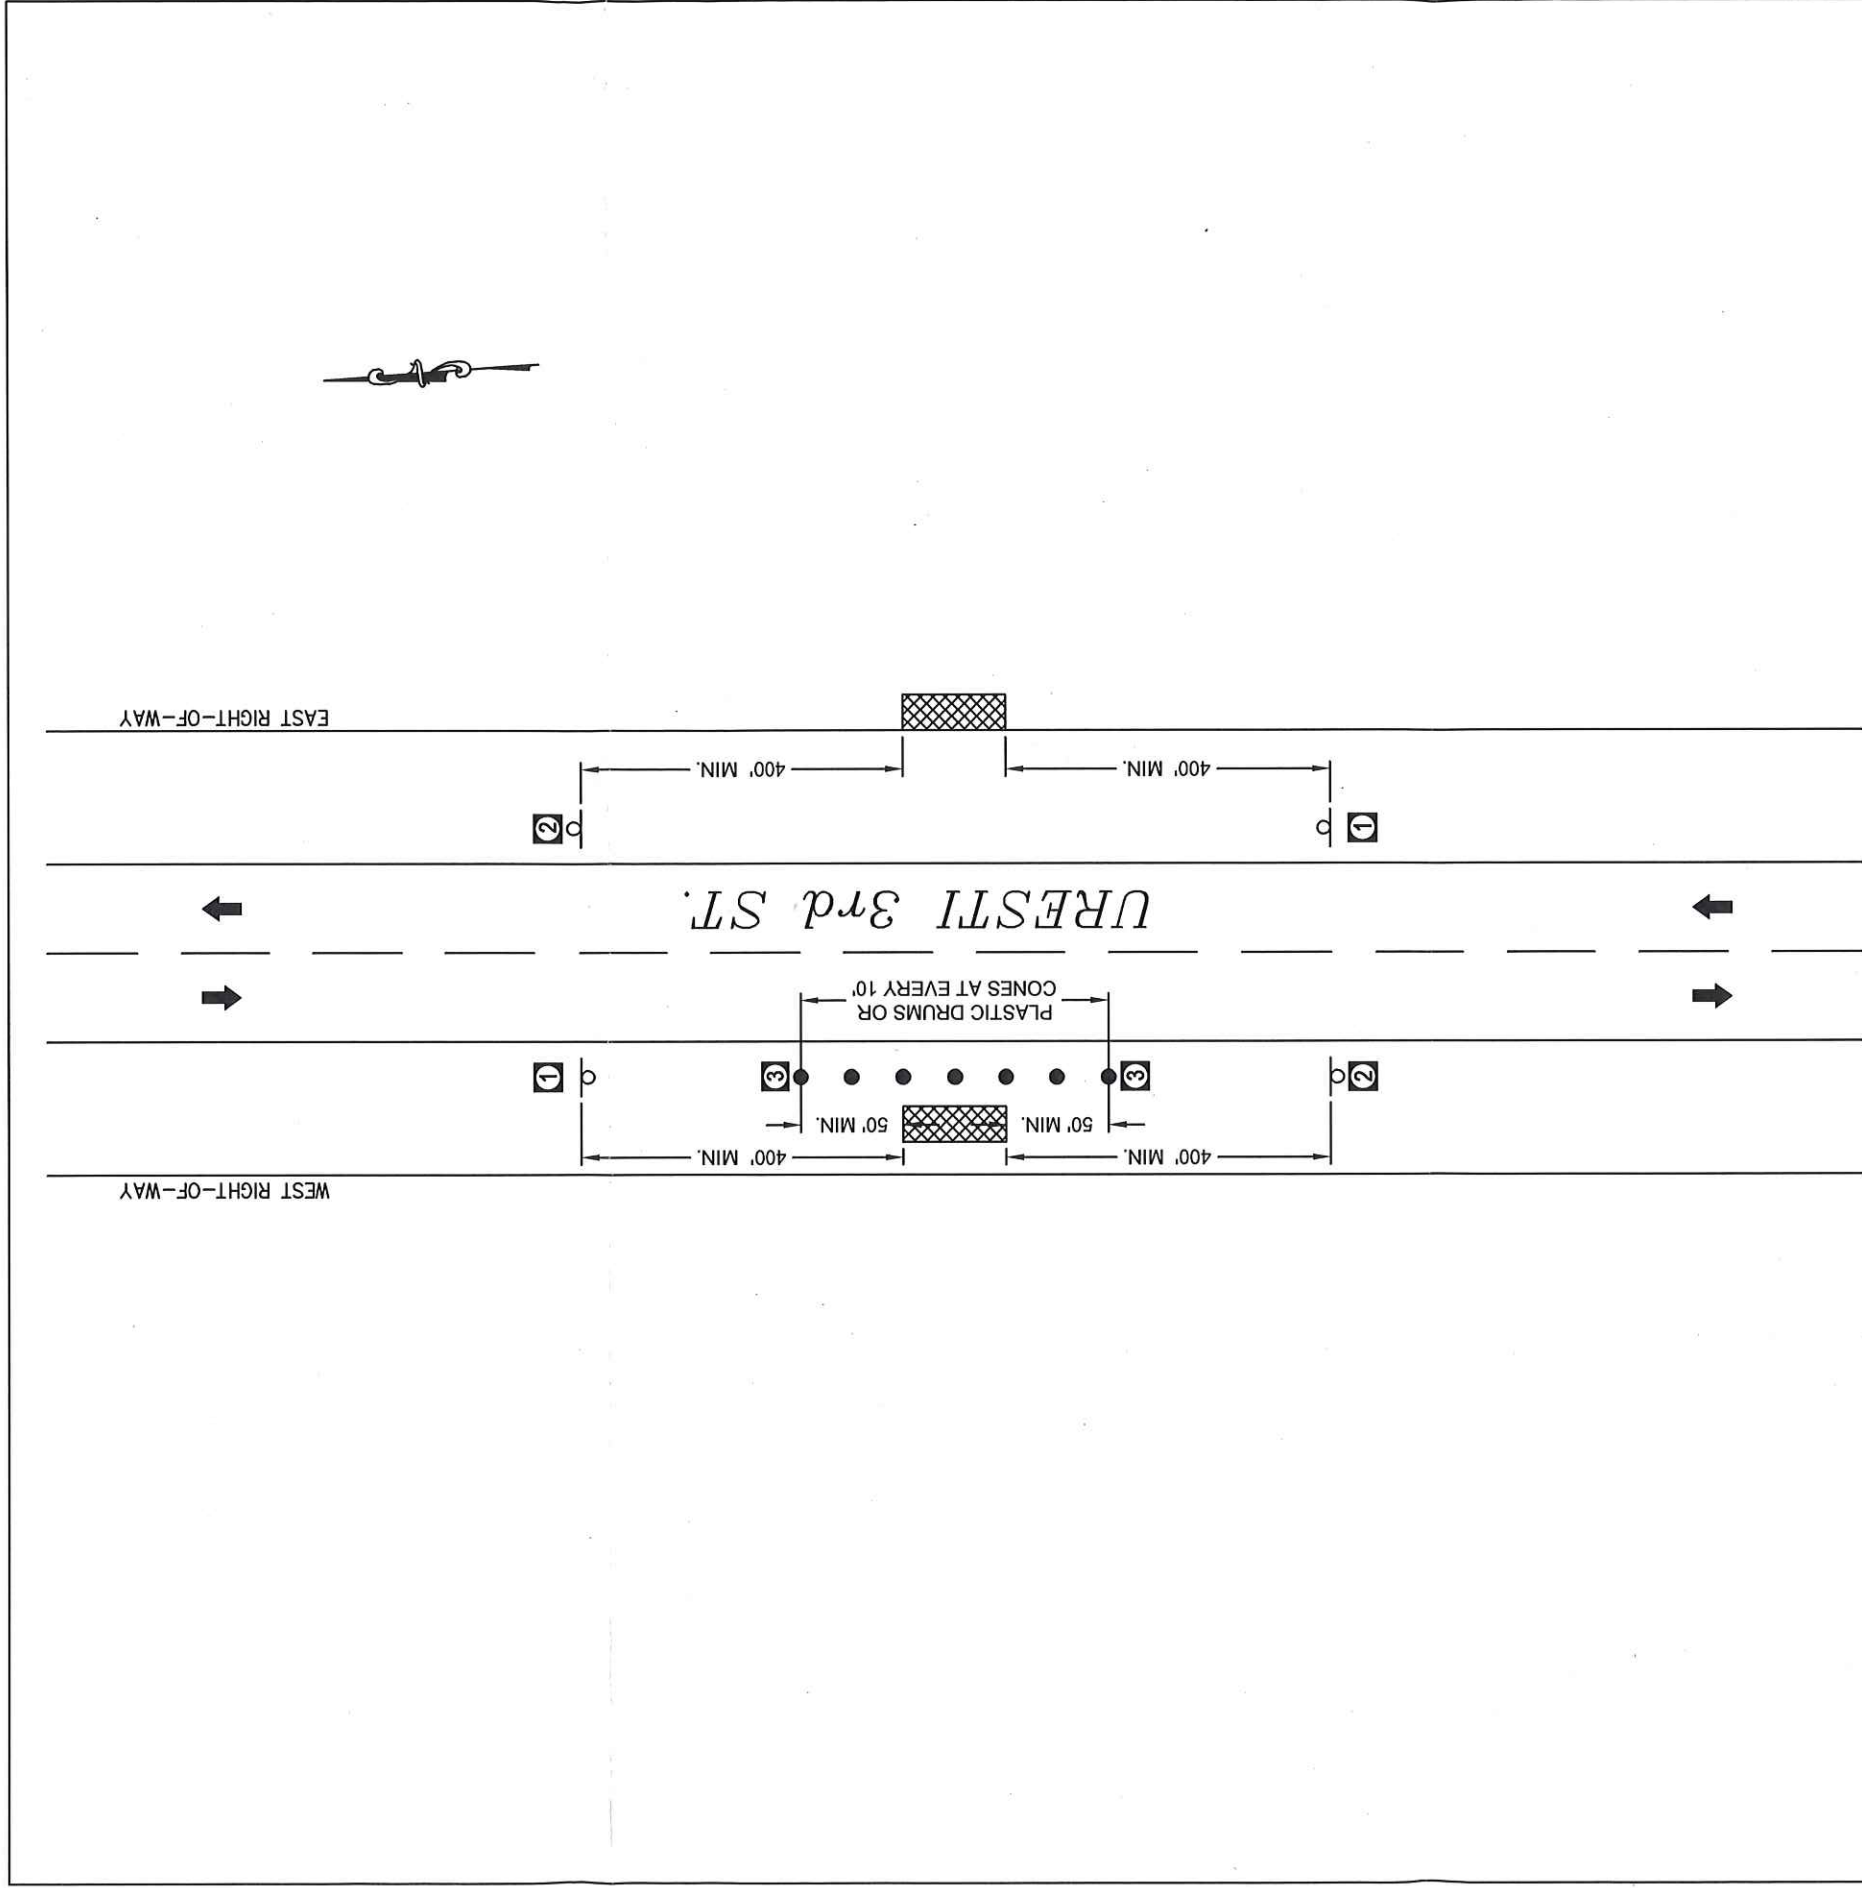 WEST RIGHT-OF-WAY
400' MIN.
400' MIN.
50' MIN.
50' MIN.
2
3
3
1
PLASTIC DRUMS OR
CONES AT EVERY 10'
URESTI 3rd ST.
1
2
400' MIN.
400' MIN.
EAST RIGHT-OF-WAY